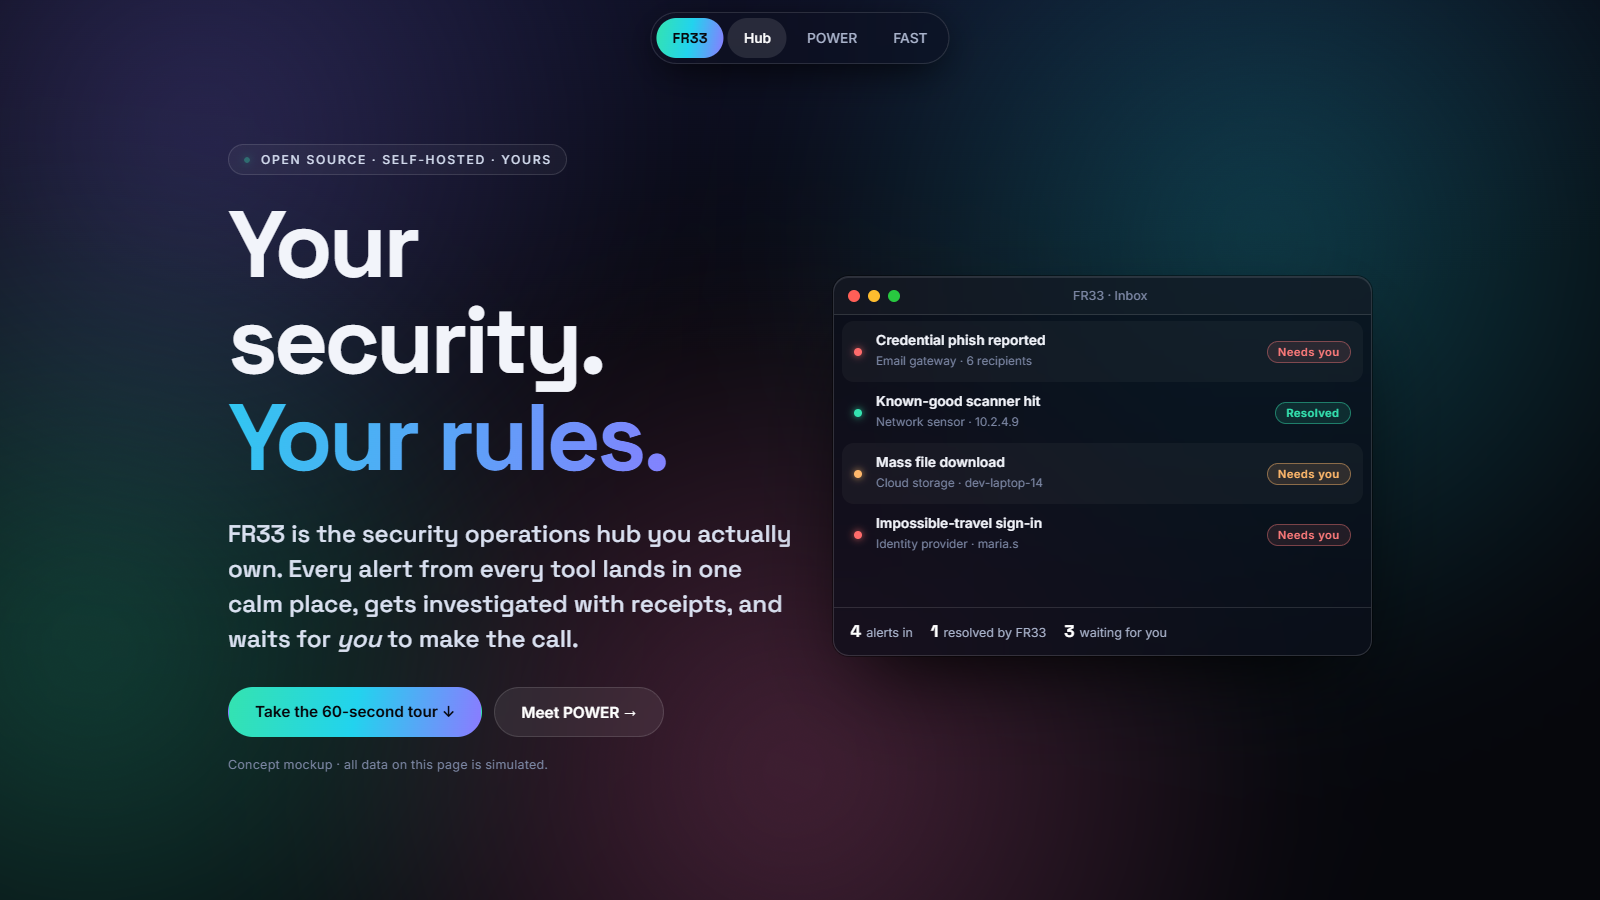 FR33 Hub POWER FAST
OPEN SOURCE · SELF-HOSTED · YOURS
Your
security.
Your rules.
FR33 is the security operations hub you actually
own. Every alert from every tool lands in one
calm place, gets investigated with receipts, and
waits for you to make the call.
Take the 60-second tour ↓
Meet POWER →
Concept mockup · all data on this page is simulated.
FR33 · Inbox
Credential phish reported
Email gateway · 6 recipients
Needs you
Known-good scanner hit
Network sensor · 10.2.4.9
Resolved
Mass file download
Cloud storage · dev-laptop-14
Needs you
Impossible-travel sign-in
Identity provider · maria.s
Needs you
4 alerts in 1 resolved by FR33 3 waiting for you